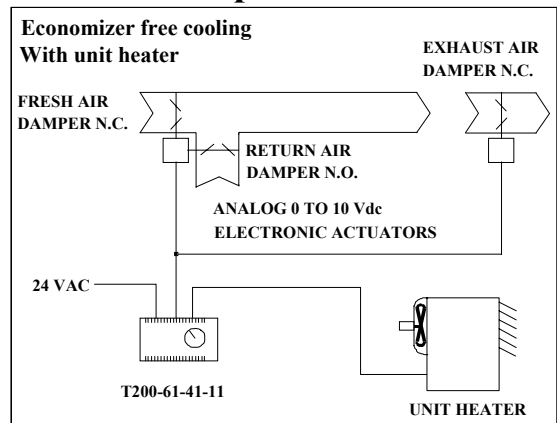 Economizer free cooling
With unit heater
EXHAUST AIR
DAMPER N.C.
FRESH AIR
DAMPER N.C.
RETURN AIR
DAMPER N.O.
ANALOG 0 TO 10 Vdc
ELECTRONIC ACTUATORS
24 VAC
T200-61-41-11
UNIT HEATER